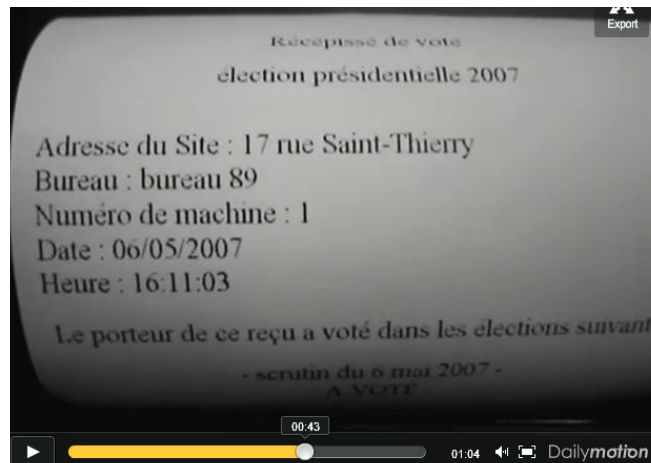 Export
Récépissé de vote
élection présidentielle 2007
Adresse du Site : 17 rue Saint-Thierry
Bureau : bureau 89
Numéro de machine : 1
Date : 06/05/2007
Heure : 16:11:03
Le porteur de ce reçu a voté dans les élections suivant
- scrutin du 6 mai 2007 -
A VOTÉ
00:43
01:04
Dailymotion